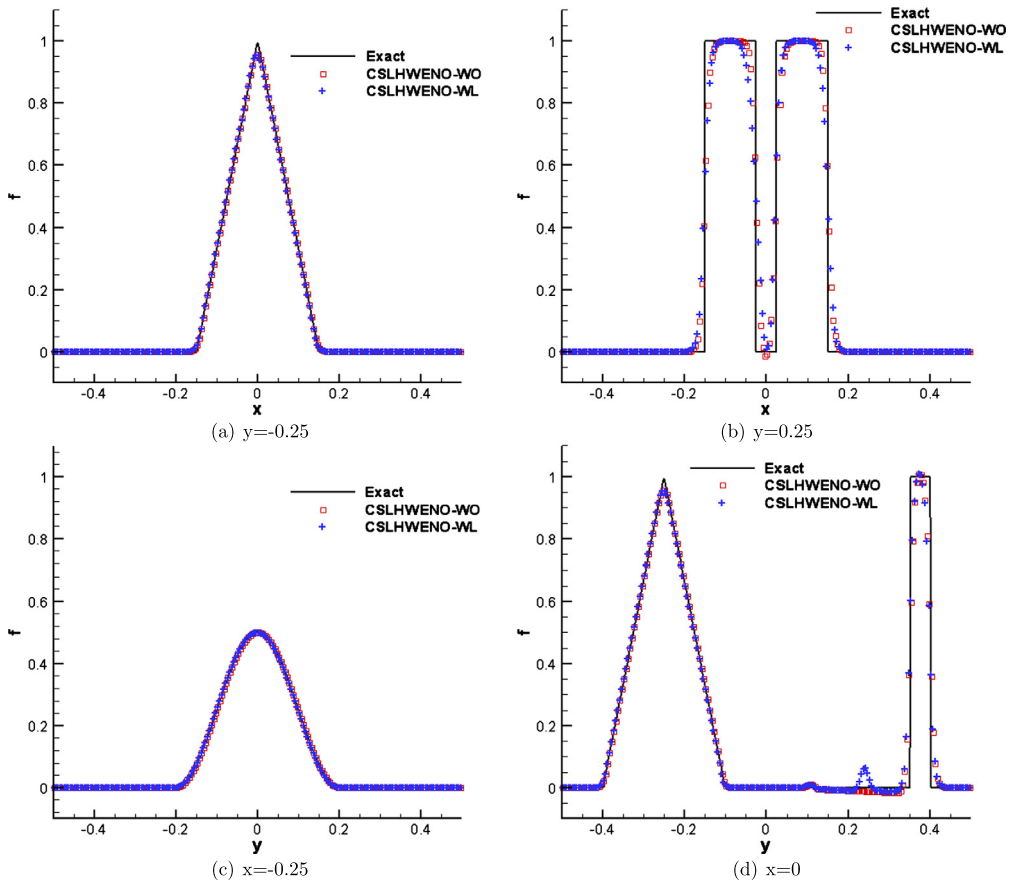 Exact
CSLHWENO-WO
CSLHWENO-WL
1
0.8
0.6
0.4
0.2
0
f
-0.4 -0.2 0 0.2 0.4
x
(a) y=-0.25
Exact
CSLHWENO-WO
CSLHWENO-WL
1
0.8
0.6
0.4
0.2
0
f
-0.4 -0.2 0 0.2 0.4
x
(b) y=0.25
Exact
CSLHWENO-WO
CSLHWENO-WL
1
0.8
0.6
0.4
0.2
0
f
-0.4 -0.2 0 0.2 0.4
y
(c) x=-0.25
Exact
CSLHWENO-WO
CSLHWENO-WL
1
0.8
0.6
0.4
0.2
0
f
-0.4 -0.2 0 0.2 0.4
y
(d) x=0